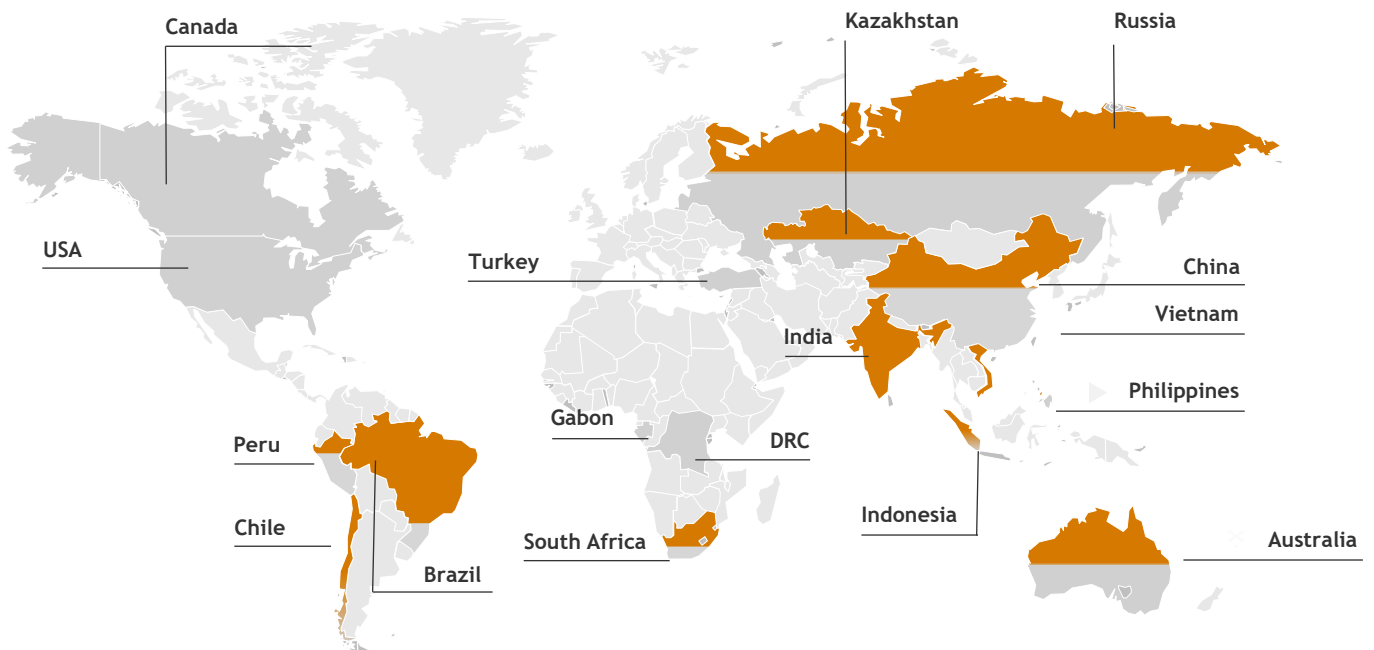 Canada
Kazakhstan
Russia
USA
Turkey
China
Vietnam
India
Philippines
Gabon
DRC
Peru
Chile
Indonesia
South Africa
Australia
Brazil